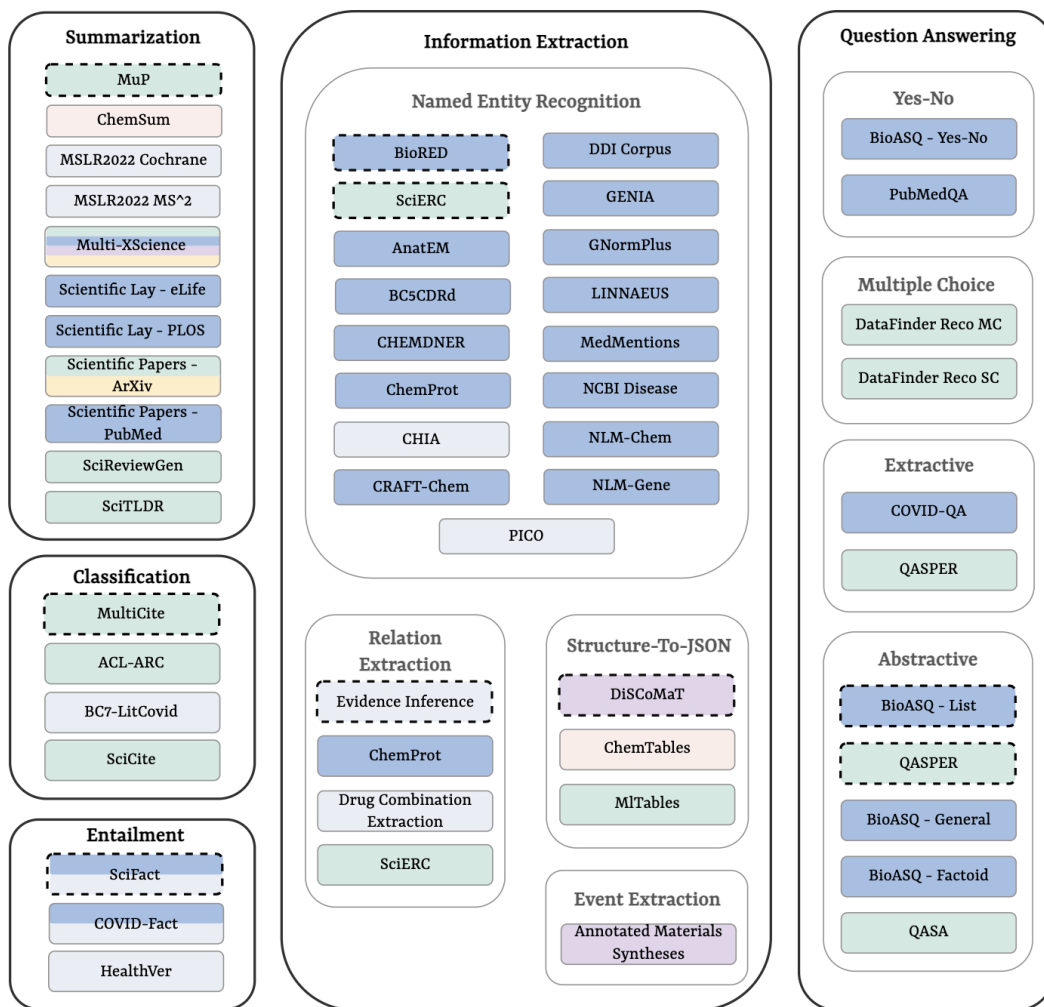 Summarization
MuP
ChemSum
MSLR2022 Cochrane
MSLR2022 MS^2
Multi-XScience
Scientific Lay - eLife
Scientific Lay - PLOS
Scientific Papers -
ArXiv
Scientific Papers -
PubMed
SciReviewGen
SciTLDR
Classification
MultiCite
ACL-ARC
BC7-LitCovid
SciCite
Entailment
SciFact
COVID-Fact
HealthVer
Information Extraction
Named Entity Recognition
BioRED
SciERC
AnatEM
BC5CDRd
CHEMDNER
ChemProt
CHIA
CRAFT-Chem
DDI Corpus
GENIA
GNormPlus
LINNAEUS
MedMentions
NCBI Disease
NLM-Chem
NLM-Gene
PICO
Relation
Extraction
Evidence Inference
ChemProt
Drug Combination
Extraction
SciERC
Structure-To-JSON
DiSCoMaT
ChemTables
MlTables
Event Extraction
Annotated Materials
Syntheses
Question Answering
Yes-No
BioASQ - Yes-No
PubMedQA
Multiple Choice
DataFinder Reco MC
DataFinder Reco SC
Extractive
COVID-QA
QASPER
Abstractive
BioASQ - List
QASPER
BioASQ - General
BioASQ - Factoid
QASA